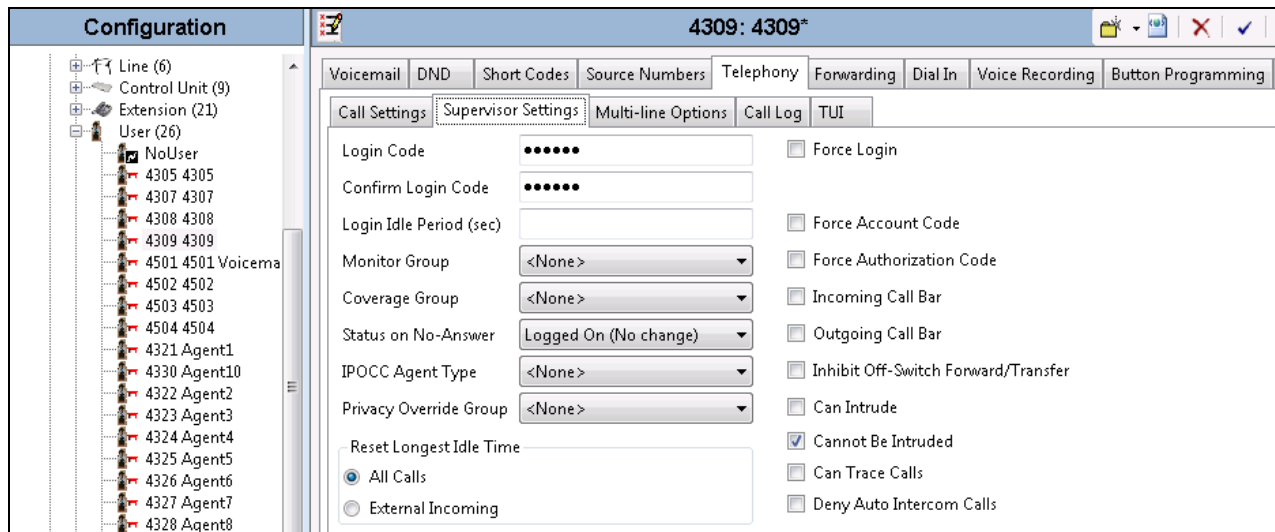 Configuration
4309: 4309*
Line (6)
Control Unit (9)
Extension (21)
User (26)
NoUser
4305 4305
4307 4307
4308 4308
4309 4309
4501 4501 Voicema
4502 4502
4503 4503
4504 4504
4321 Agent1
4330 Agent10
4322 Agent2
4323 Agent3
4324 Agent4
4325 Agent5
4326 Agent6
4327 Agent7
4328 Agent8
Voicemail DND Short Codes Source Numbers Telephony Forwarding Dial In Voice Recording Button Programming
Call Settings Supervisor Settings Multi-line Options Call Log TUI
Login Code ●●●●●● Force Login
Confirm Login Code ●●●●●●
Login Idle Period (sec) Force Account Code
Monitor Group <None> Force Authorization Code
Coverage Group <None> Incoming Call Bar
Status on No-Answer Logged On (No change) Outgoing Call Bar
IPOCC Agent Type <None> Inhibit Off-Switch Forward/Transfer
Privacy Override Group <None> Can Intrude
Reset Longest Idle Time Cannot Be Intruded
All Calls Can Trace Calls
External Incoming Deny Auto Intercom Calls